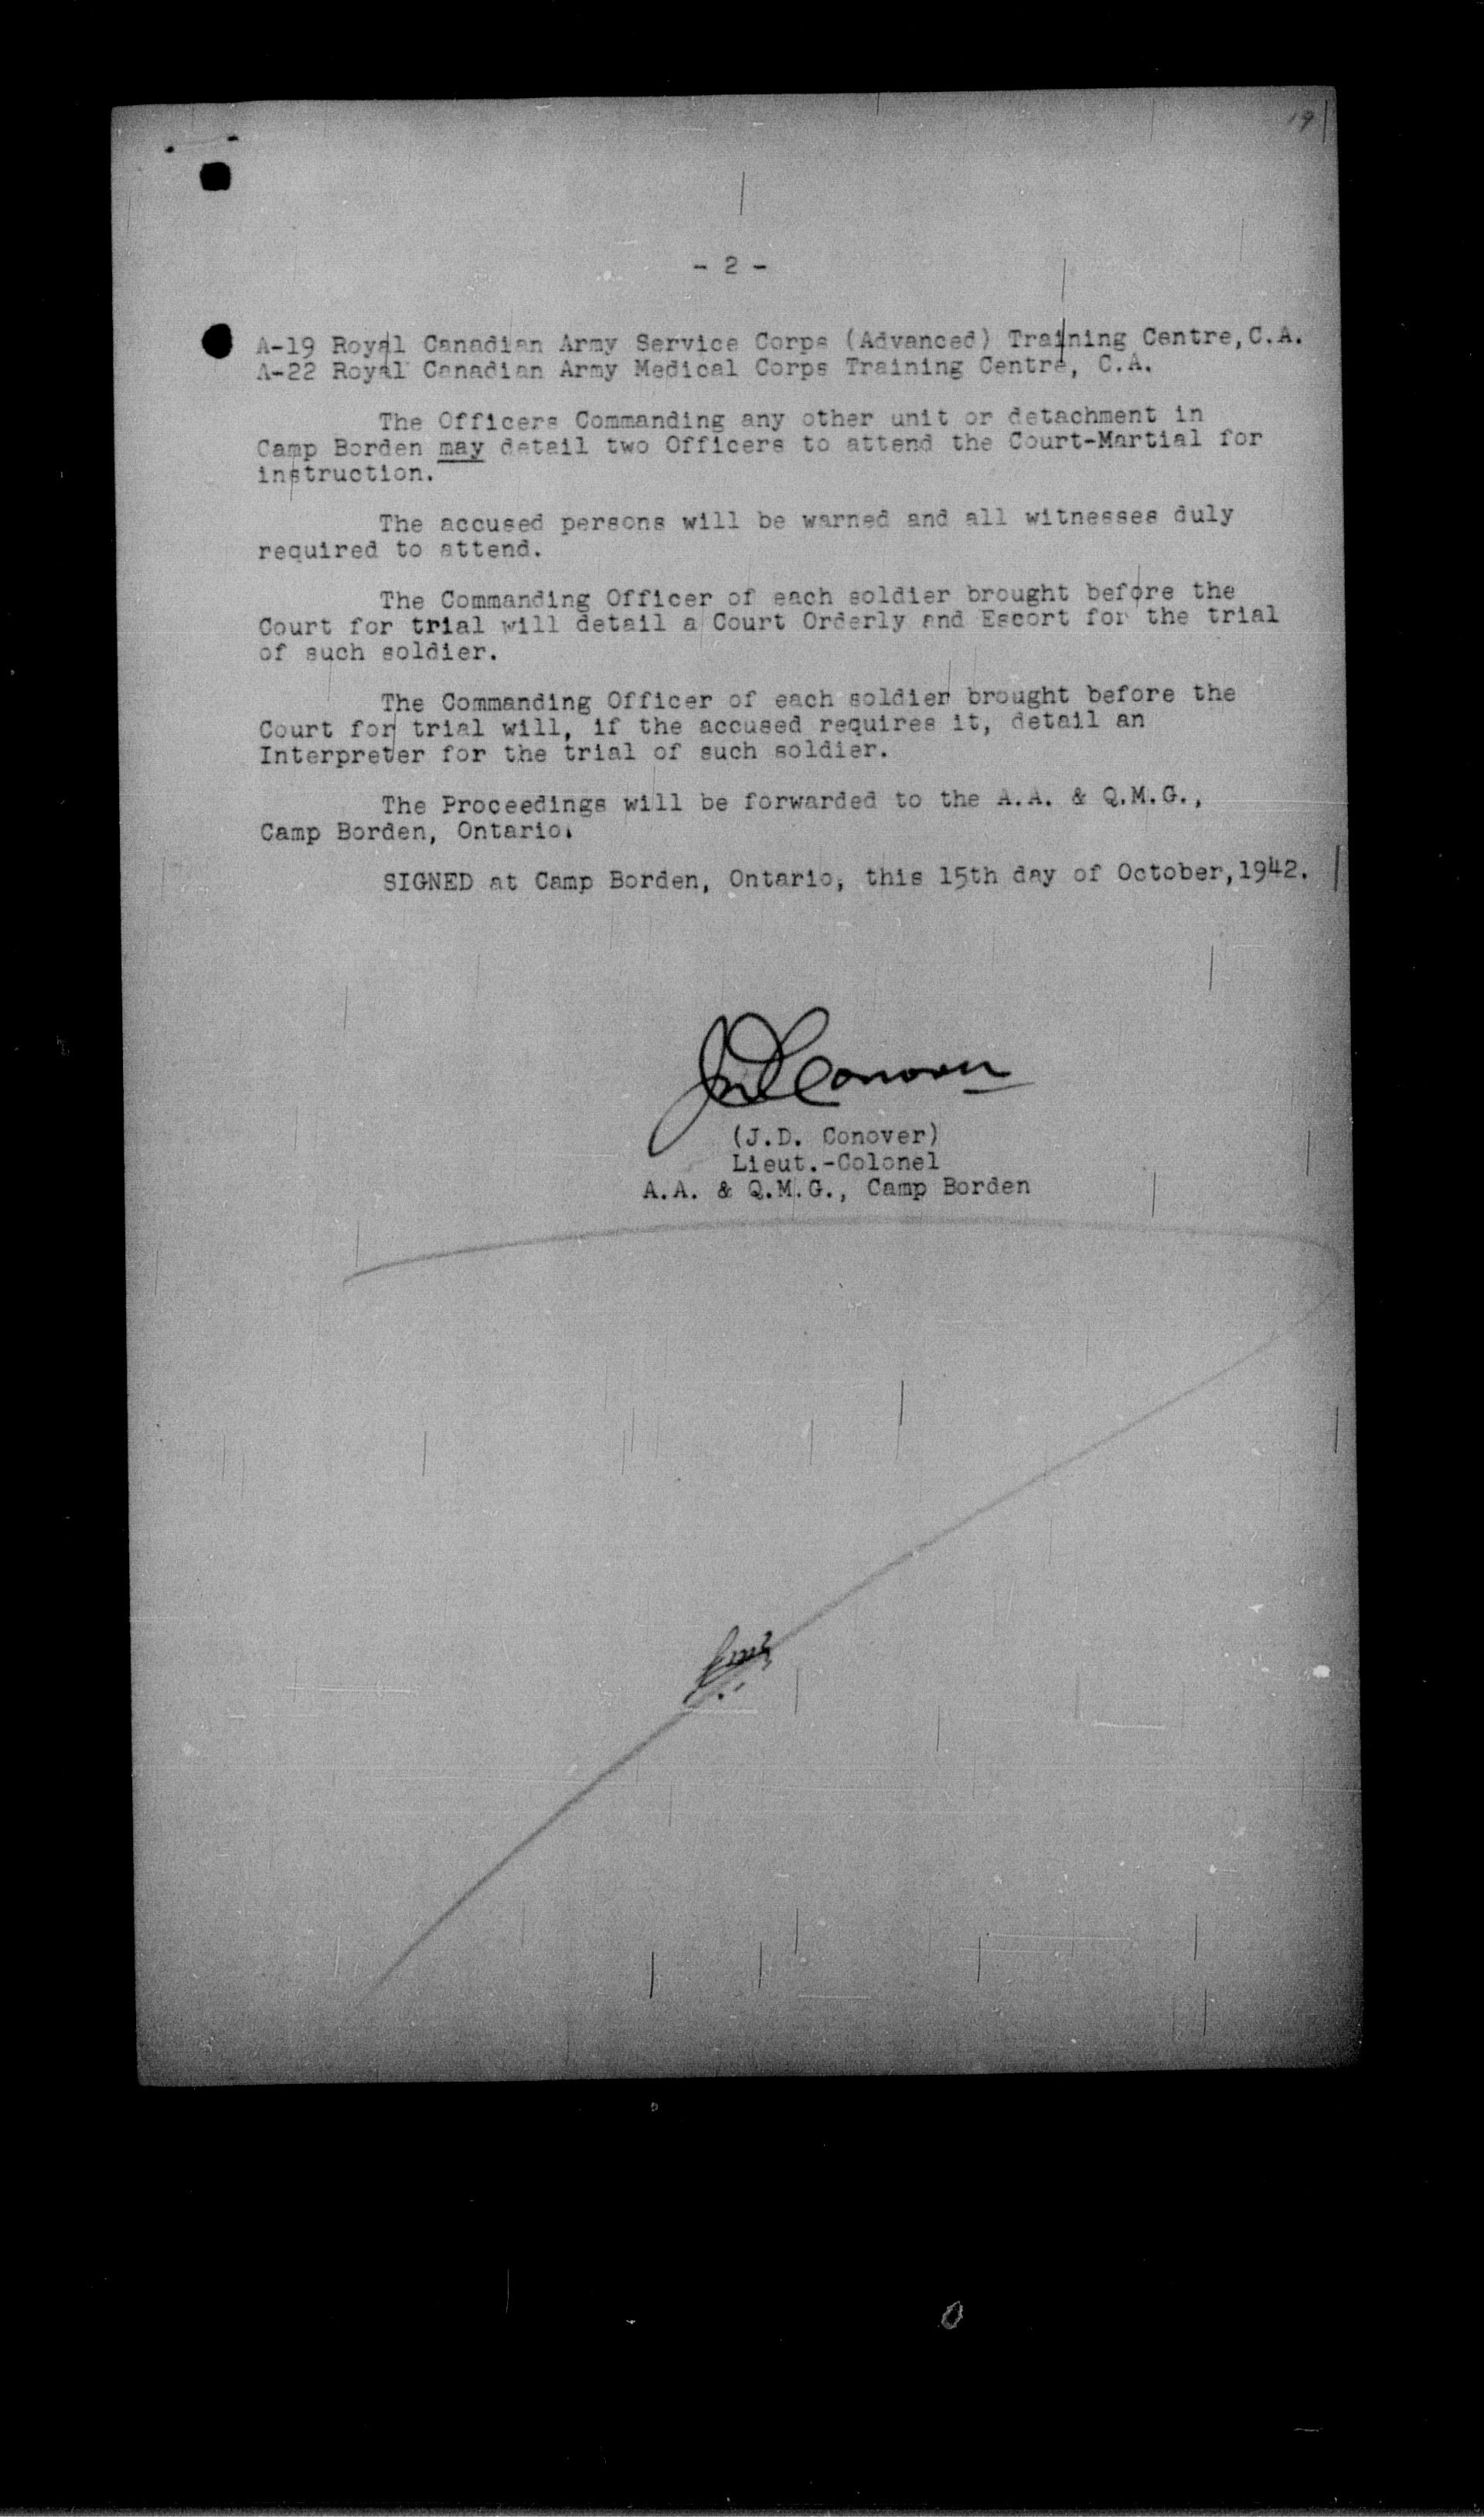 19
- 2 -
A-19 Royal Canadian Army Service Corps (Advanced) Training Centre, C.A.
A-22 Royal Canadian Army Medical Corps Training Centre, C.A.
The Officers Commanding any other unit or detachment in
Camp Borden may detail two Officers to attend the Court-Martial for
instruction.
The accused persons will be warned and all witnesses duly
required to attend.
The Commanding Officer of each soldier brought before the
Court for trial will detail a Court Orderly and Escort for the trial
of such soldier.
The Commanding Officer of each soldier brought before the
Court for trial will, if the accused requires it, detail an
Interpreter for the trial of such soldier.
The Proceedings will be forwarded to the A.A. & Q.M.G.,
Camp Borden, Ontario.
SIGNED at Camp Borden, Ontario, this 15th day of October, 1942.
JD Conover
(J.D. Conover)
Lieut.-Colonel
A.A. & Q.M.G., Camp Borden